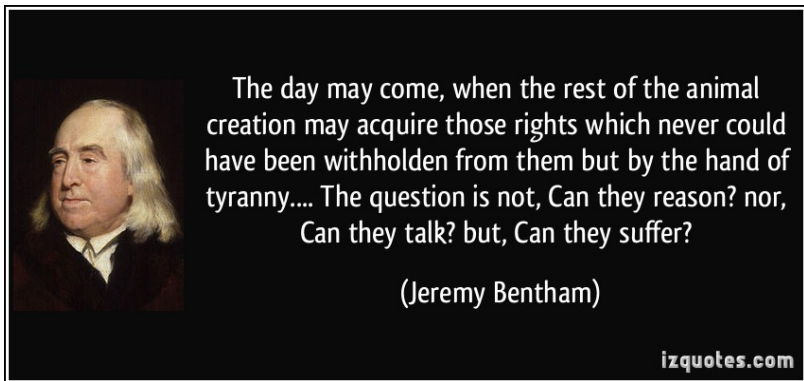 The day may come, when the rest of the animal
creation may acquire those rights which never could
have been withholden from them but by the hand of
tyranny.... The question is not, Can they reason? nor,
Can they talk? but, Can they suffer?
(Jeremy Bentham)
izquotes.com